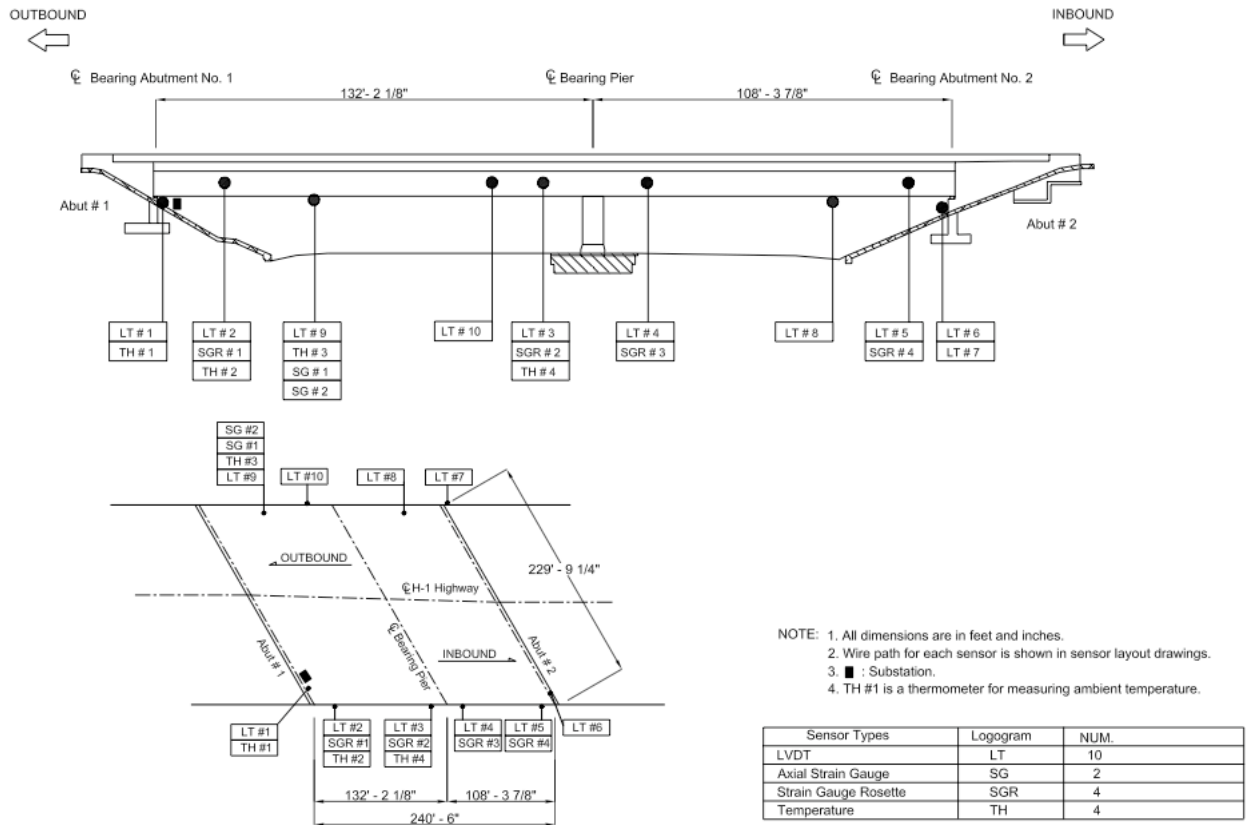 OUTBOUND
INBOUND
℄ Bearing Abutment No. 1
℄ Bearing Pier
℄ Bearing Abutment No. 2
132'- 2 1/8"
108' - 3 7/8"
Abut # 1
Abut # 2
LT # 1
TH # 1
LT # 2
SGR # 1
TH # 2
LT # 9
TH # 3
SG # 1
SG # 2
LT # 10
LT # 3
SGR # 2
TH # 4
LT # 4
SGR # 3
LT # 8
LT # 5
SGR # 4
LT # 6
LT # 7
SG #2
SG #1
TH #3
LT #9
LT #10
LT #8
LT #7
OUTBOUND
229' - 9 1/4"
℄ H-1 Highway
Abut # 1
℄ Bearing Pier
INBOUND
Abut # 2
LT #1
TH #1
LT #2
SGR #1
TH #2
LT #3
SGR #2
TH #4
LT #4
SGR #3
LT #5
SGR #4
LT #6
132' - 2 1/8"
108' - 3 7/8"
240' - 6"
NOTE: 1. All dimensions are in feet and inches.
2. Wire path for each sensor is shown in sensor layout drawings.
3. ■ : Substation.
4. TH #1 is a thermometer for measuring ambient temperature.
Sensor Types Logogram NUM.
LVDT LT 10
Axial Strain Gauge SG 2
Strain Gauge Rosette SGR 4
Temperature TH 4